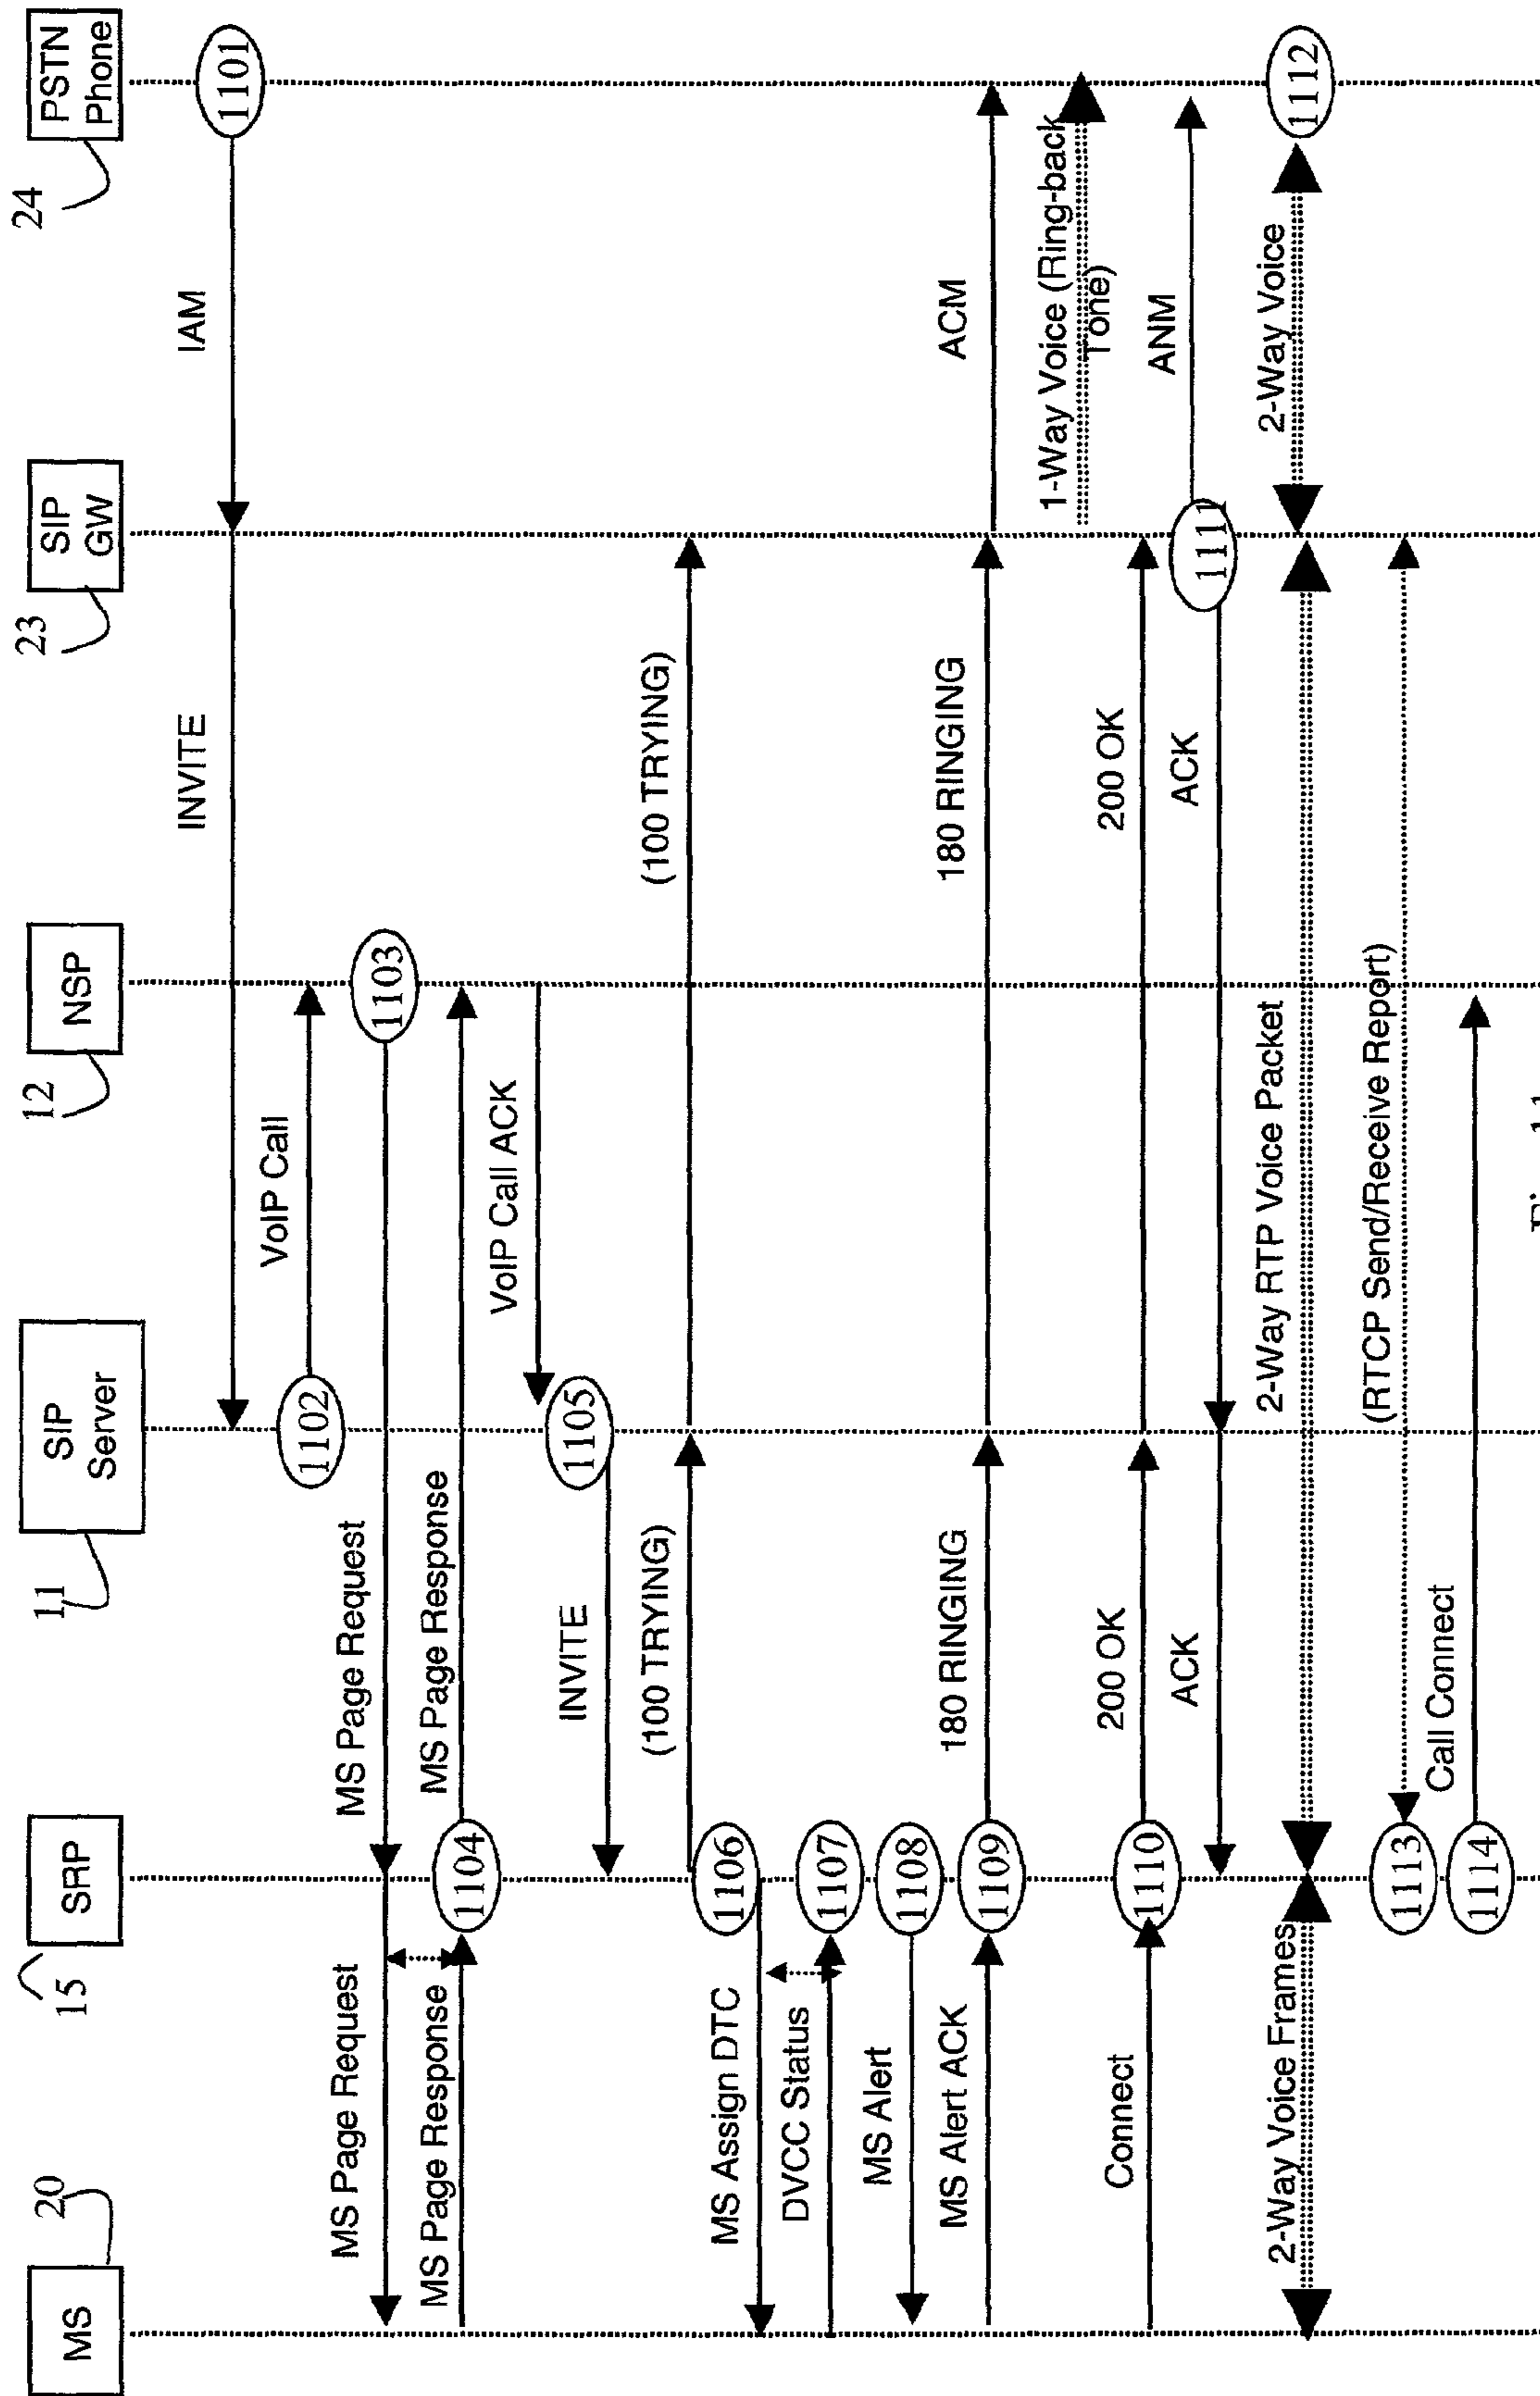 MS
20
SRP
15
SIP
Server
11
NSP
12
SIP
GW
23
PSTN
Phone
24
1101
IAM
INVITE
1102
VoIP Call
1103
MS Page Request
MS Page Request
1104
MS Page Response
MS Page Response
VoIP Call ACK
1105
INVITE
(100 TRYING)
(100 TRYING)
1106
MS Assign DTC
1107
DVCC Status
1108
MS Alert
1109
MS Alert ACK
180 RINGING
180 RINGING
ACM
1-Way Voice (Ring-back
Tone)
1110
Connect
200 OK
200 OK
1111
ANM
ACK
ACK
1112
2-Way Voice Frames
2-Way RTP Voice Packet
2-Way Voice
1113
(RTCP Send/Receive Report)
1114
Call Connect